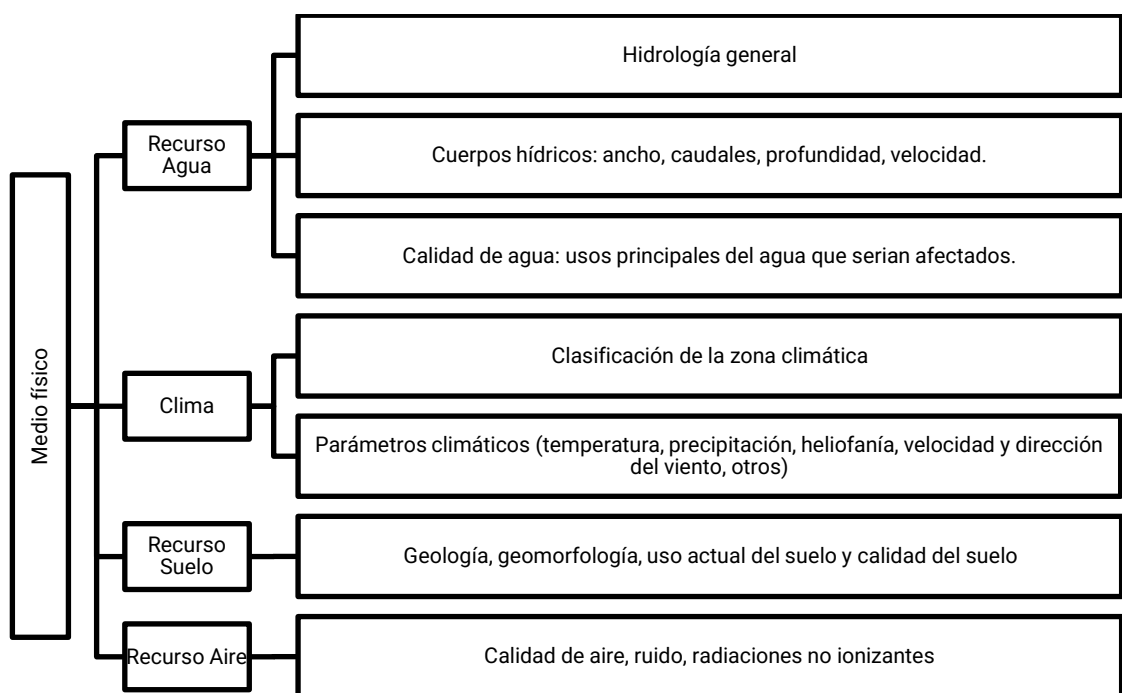 Medio físico
Recurso
Agua
Hidrología general
Cuerpos hídricos: ancho, caudales, profundidad, velocidad.
Calidad de agua: usos principales del agua que serian afectados.
Clima
Clasificación de la zona climática
Parámetros climáticos (temperatura, precipitación, heliofanía, velocidad y dirección
del viento, otros)
Recurso
Suelo
Geología, geomorfología, uso actual del suelo y calidad del suelo
Recurso Aire
Calidad de aire, ruido, radiaciones no ionizantes